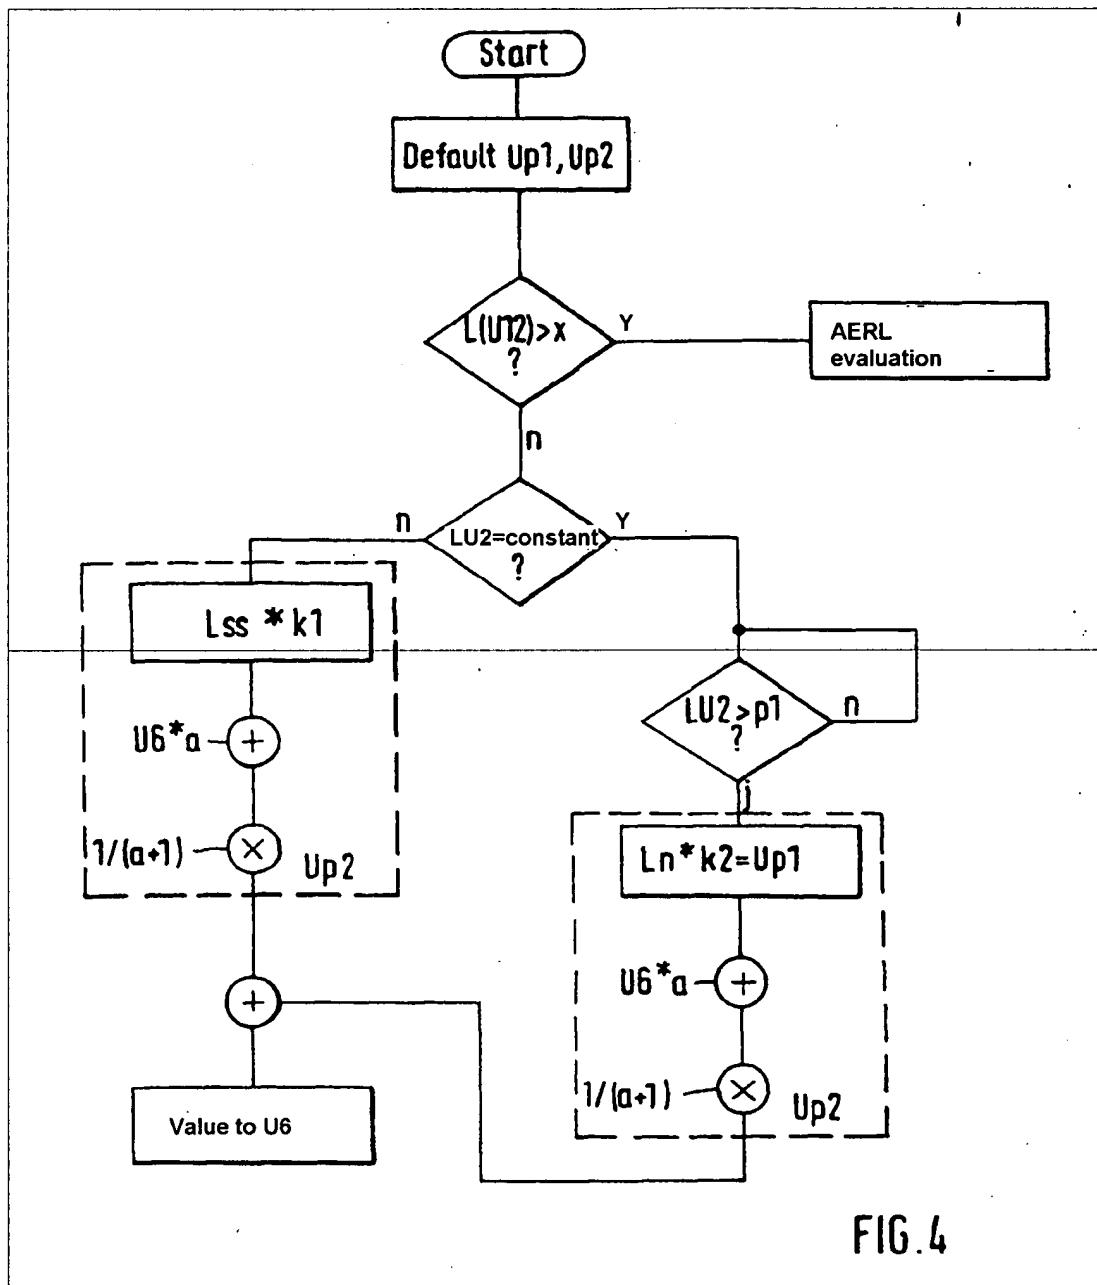 Start
Default Up1, Up2
L(U12)>x
?
Y
AERL
evaluation
n
n
LU2=constant
?
Y
Lss * k1
LU2>p1
?
n
U6*a
+
j
1/(a+1)
×
Up2
Ln*k2=Up1
U6*a
+
+
1/(a+1)
×
Up2
Value to U6
FIG.4